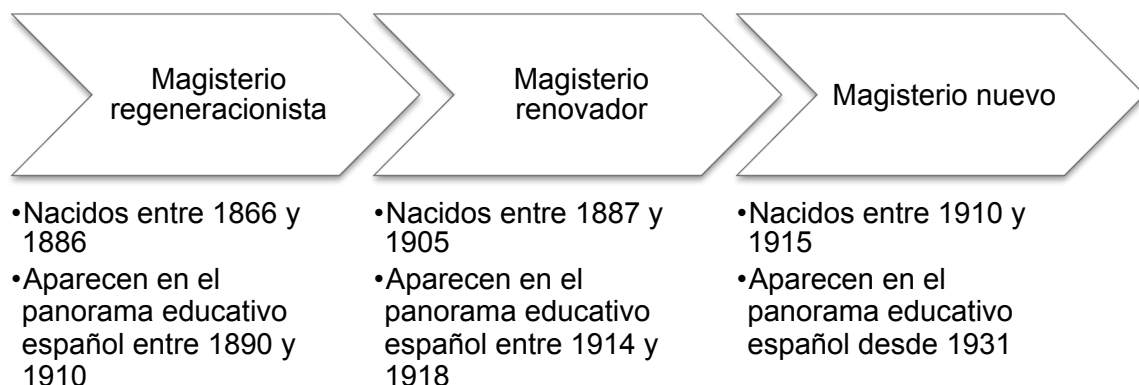 Magisterio
regeneracionista
Magisterio
renovador
Magisterio nuevo
•Nacidos entre 1866 y
1886
•Aparecen en el
panorama educativo
español entre 1890 y
1910
•Nacidos entre 1887 y
1905
•Aparecen en el
panorama educativo
español entre 1914 y
1918
•Nacidos entre 1910 y
1915
•Aparecen en el
panorama educativo
español desde 1931